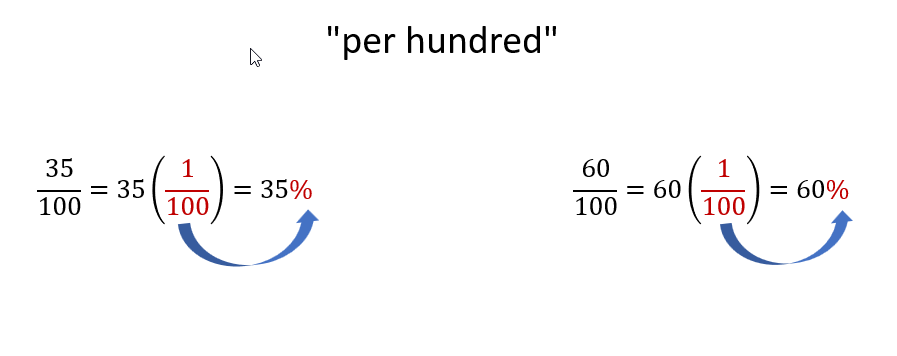 "per hundred"
35/100 = 35(1/100) = 35%
60/100 = 60(1/100) = 60%